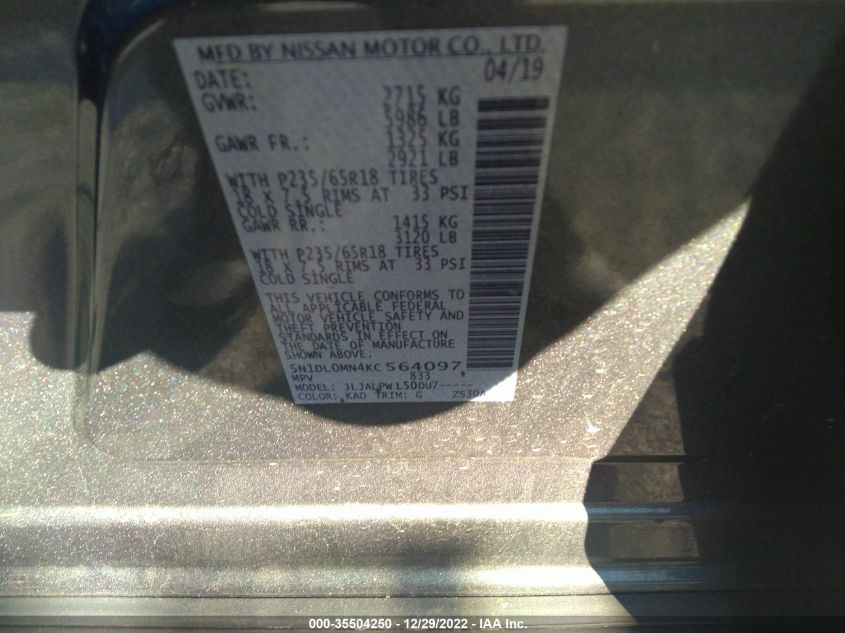 MFD BY NISSAN MOTOR CO., LTD.
DATE: 04/19
GVWR: 2715 KG
5986 LB
GAWR FR.: 1325 KG
2921 LB
WITH P235/65R18 TIRES
18 X 7.5 RIMS AT 33 PSI
COLD SINGLE
GAWR RR.: 1415 KG
3120 LB
WITH P235/65R18 TIRES
18 X 7.5 RIMS AT 33 PSI
COLD SINGLE
THIS VEHICLE CONFORMS TO
ALL APPLICABLE FEDERAL
MOTOR VEHICLE SAFETY AND
THEFT PREVENTION
STANDARDS IN EFFECT ON
THE DATE OF MANUFACTURE
SHOWN ABOVE.
5N1DL0MN4KC564097
MPV 833
MODEL: JLJALPWL50DU7-----
COLOR: KAD TRIM: G
000-35504250 - 12/29/2022 - IAA Inc.